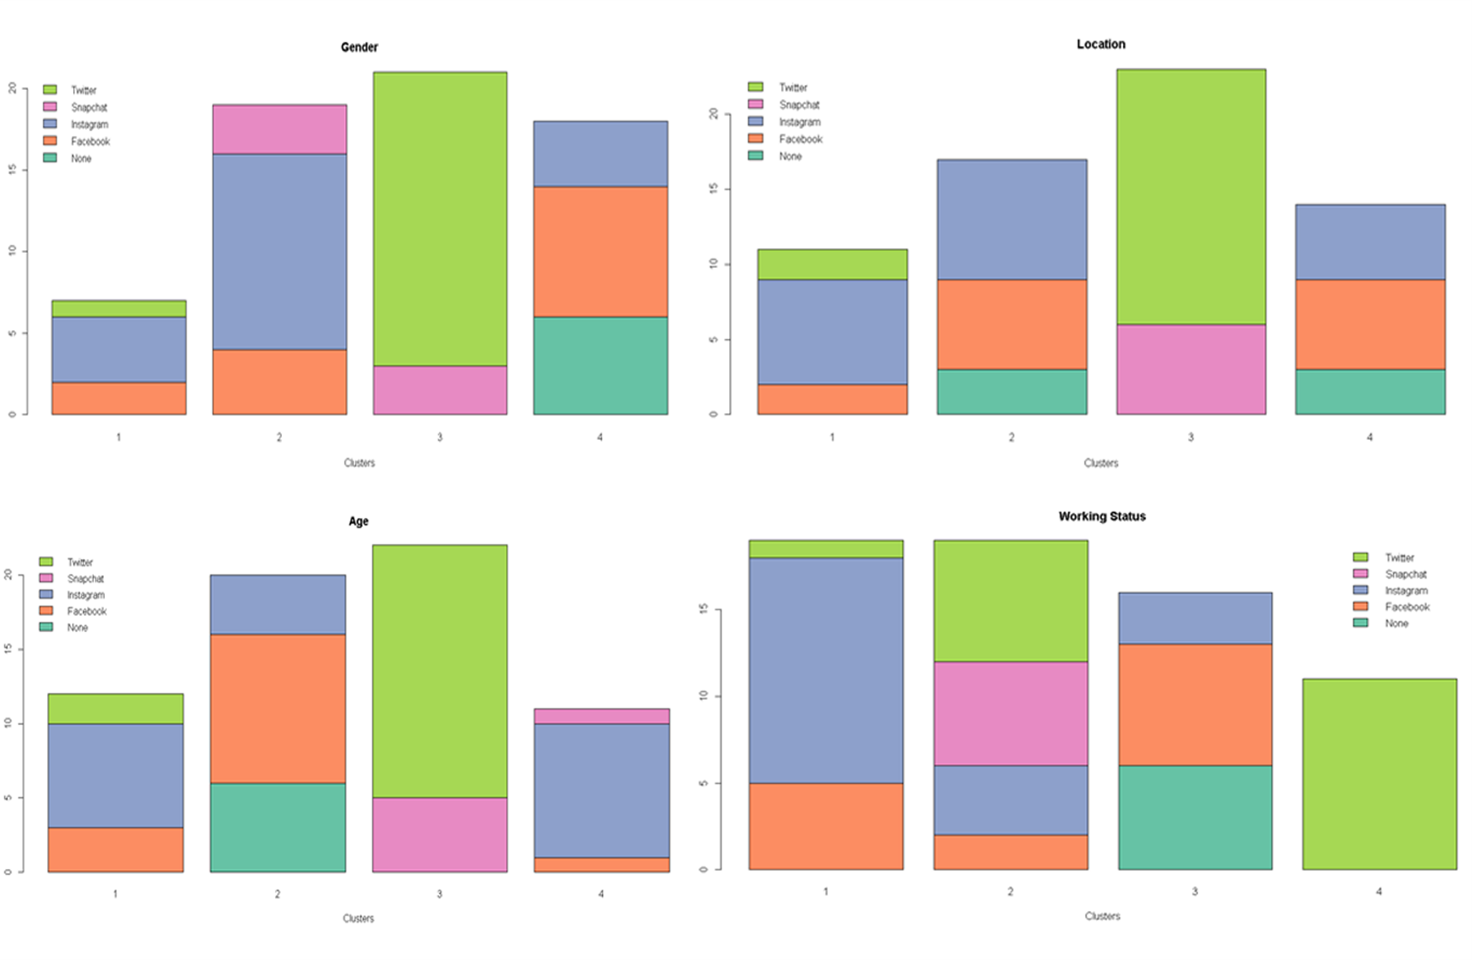 Gender
Twitter
Snapchat
Instagram
Facebook
None
20
15
10
5
0
1 2 3 4
Clusters
Location
Twitter
Snapchat
Instagram
Facebook
None
20
15
10
5
0
1 2 3 4
Clusters
Age
Twitter
Snapchat
Instagram
Facebook
None
20
15
10
5
0
1 2 3 4
Clusters
Working Status
Twitter
Snapchat
Instagram
Facebook
None
15
10
5
0
1 2 3 4
Clusters